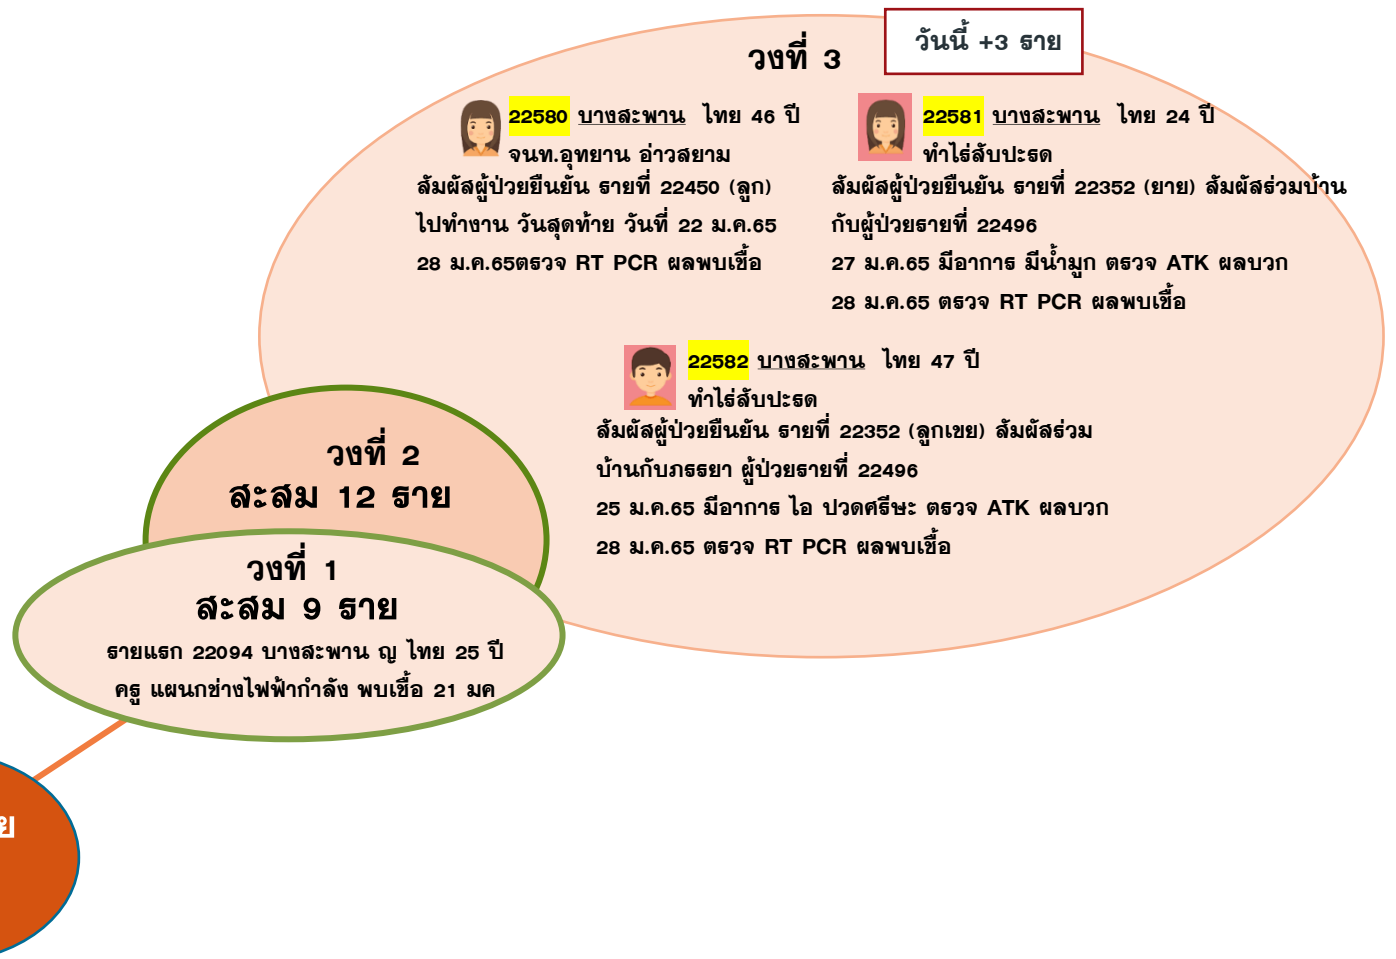 วงที่ 3
วันนี้ +3 ราย
22580 บางสะพาน ไทย 46 ปี
จนท.อุทยาน อ่าวสยาม
สัมผัสผู้ป่วยยืนยัน รายที่ 22450 (ลูก)
ไปทำงาน วันสุดท้าย วันที่ 22 ม.ค.65
28 ม.ค.65ตรวจ RT PCR ผลพบเชื้อ
22581 บางสะพาน ไทย 24 ปี
ทำไร่สับปะรด
สัมผัสผู้ป่วยยืนยัน รายที่ 22352 (ยาย) สัมผัสร่วมบ้าน
กับผู้ป่วยรายที่ 22496
27 ม.ค.65 มีอาการ มีน้ำมูก ตรวจ ATK ผลบวก
28 ม.ค.65 ตรวจ RT PCR ผลพบเชื้อ
22582 บางสะพาน ไทย 47 ปี
ทำไร่สับปะรด
สัมผัสผู้ป่วยยืนยัน รายที่ 22352 (ลูกเขย) สัมผัสร่วม
บ้านกับภรรยา ผู้ป่วยรายที่ 22496
25 ม.ค.65 มีอาการ ไอ ปวดศรีษะ ตรวจ ATK ผลบวก
28 ม.ค.65 ตรวจ RT PCR ผลพบเชื้อ
วงที่ 2
สะสม 12 ราย
วงที่ 1
สะสม 9 ราย
รายแรก 22094 บางสะพาน ญ ไทย 25 ปี
ครู แผนกช่างไฟฟ้ากำลัง พบเชื้อ 21 มค
ย